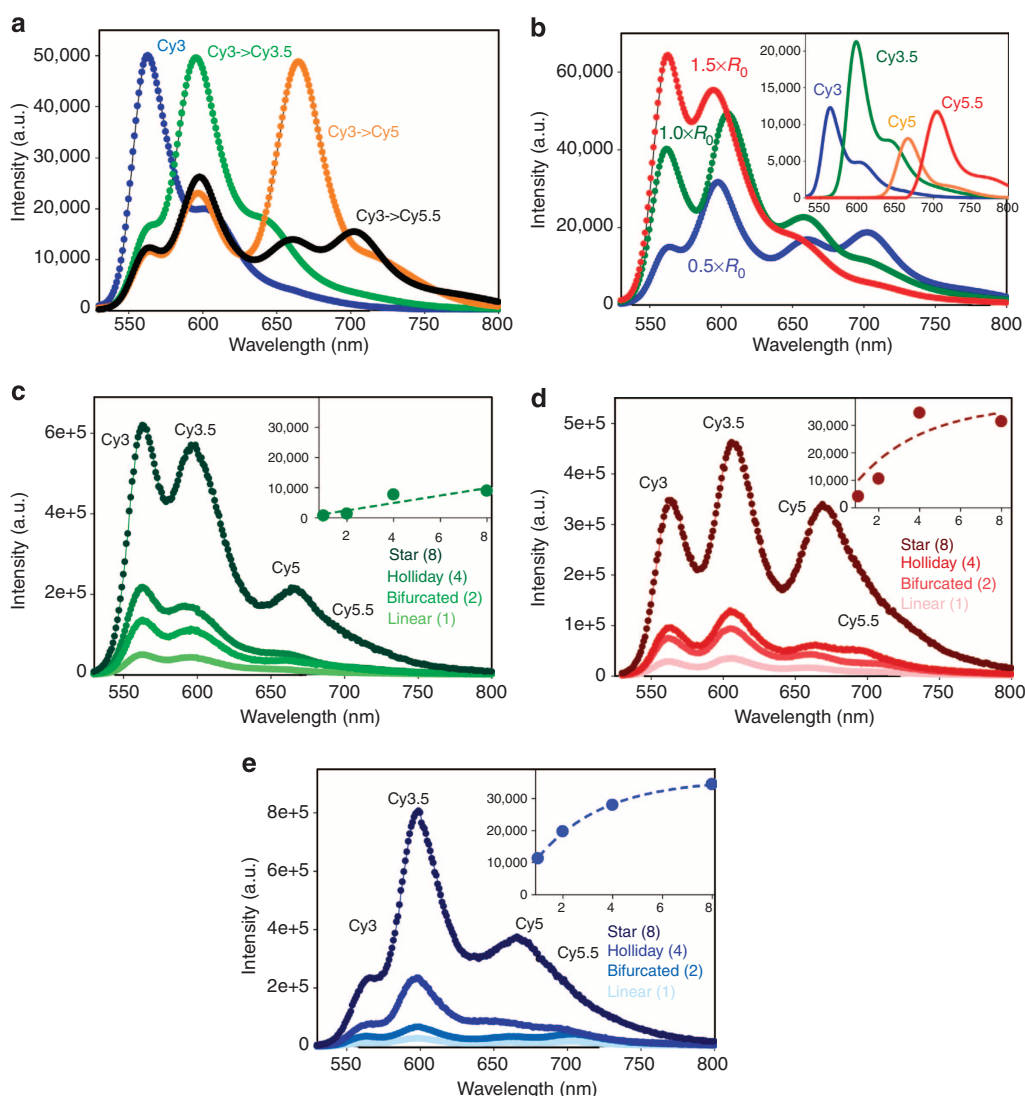 a
Intensity (a.u.)
50,000
40,000
30,000
20,000
10,000
0
Cy3
Cy3->Cy3.5
Cy3->Cy5
Cy3->Cy5.5
550 600 650 700 750 800
Wavelength (nm)
b
Intensity (a.u.)
60,000
40,000
20,000
0
1.5×R0
1.0×R0
0.5×R0
20,000
15,000
10,000
5,000
0
Cy3
Cy3.5
Cy5
Cy5.5
550 600 650 700 750 800
550 600 650 700 750 800
Wavelength (nm)
c
Intensity (a.u.)
6e+5
4e+5
2e+5
0
Cy3
Cy3.5
Cy5
Cy5.5
30,000
20,000
10,000
0
2 4 6 8
Star (8)
Holliday (4)
Bifurcated (2)
Linear (1)
550 600 650 700 750 800
Wavelength (nm)
d
Intensity (a.u.)
5e+5
4e+5
3e+5
2e+5
1e+5
0
Cy3
Cy3.5
Cy5
Cy5.5
30,000
20,000
10,000
0
2 4 6 8
Star (8)
Holliday (4)
Bifurcated (2)
Linear (1)
550 600 650 700 750 800
Wavelength (nm)
e
Intensity (a.u.)
8e+5
6e+5
4e+5
2e+5
0
Cy3
Cy3.5
Cy5
Cy5.5
30,000
20,000
10,000
0
2 4 6 8
Star (8)
Holliday (4)
Bifurcated (2)
Linear (1)
550 600 650 700 750 800
Wavelength (nm)